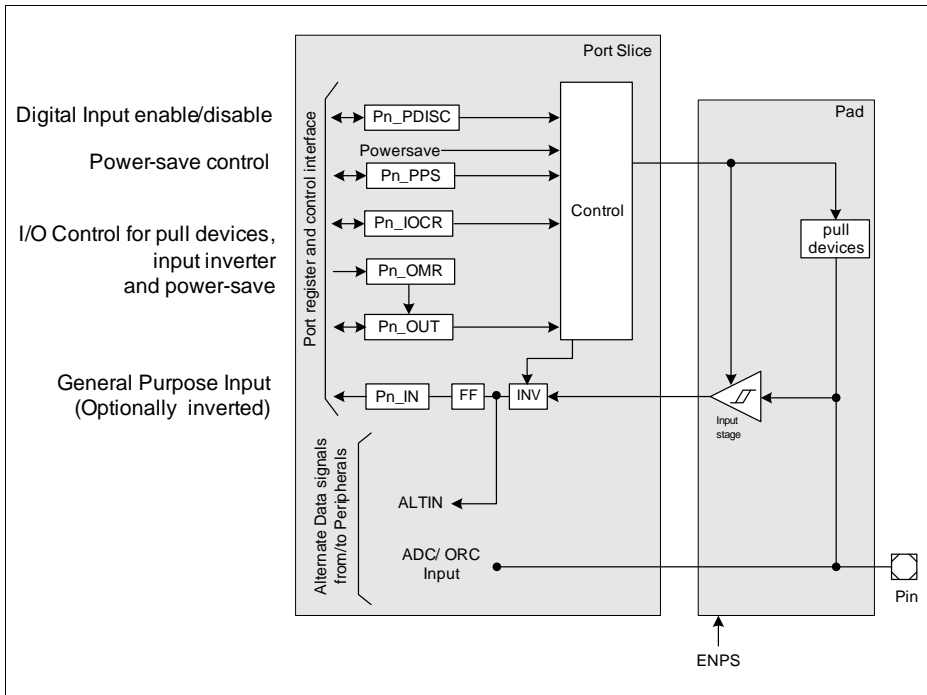 Port Slice
Pad
Digital Input enable/disable
Power-save control
I/O Control for pull devices,
input inverter
and power-save
General Purpose Input
(Optionally inverted)
Port register and control interface
Pn_PDISC
Powersave
Pn_PPS
Pn_IOCR
Pn_OMR
Pn_OUT
Pn_IN
FF
INV
Control
pull
devices
Input
stage
Alternate Data signals
from/to Peripherals
ALTIN
ADC/ ORC
Input
Pin
ENPS